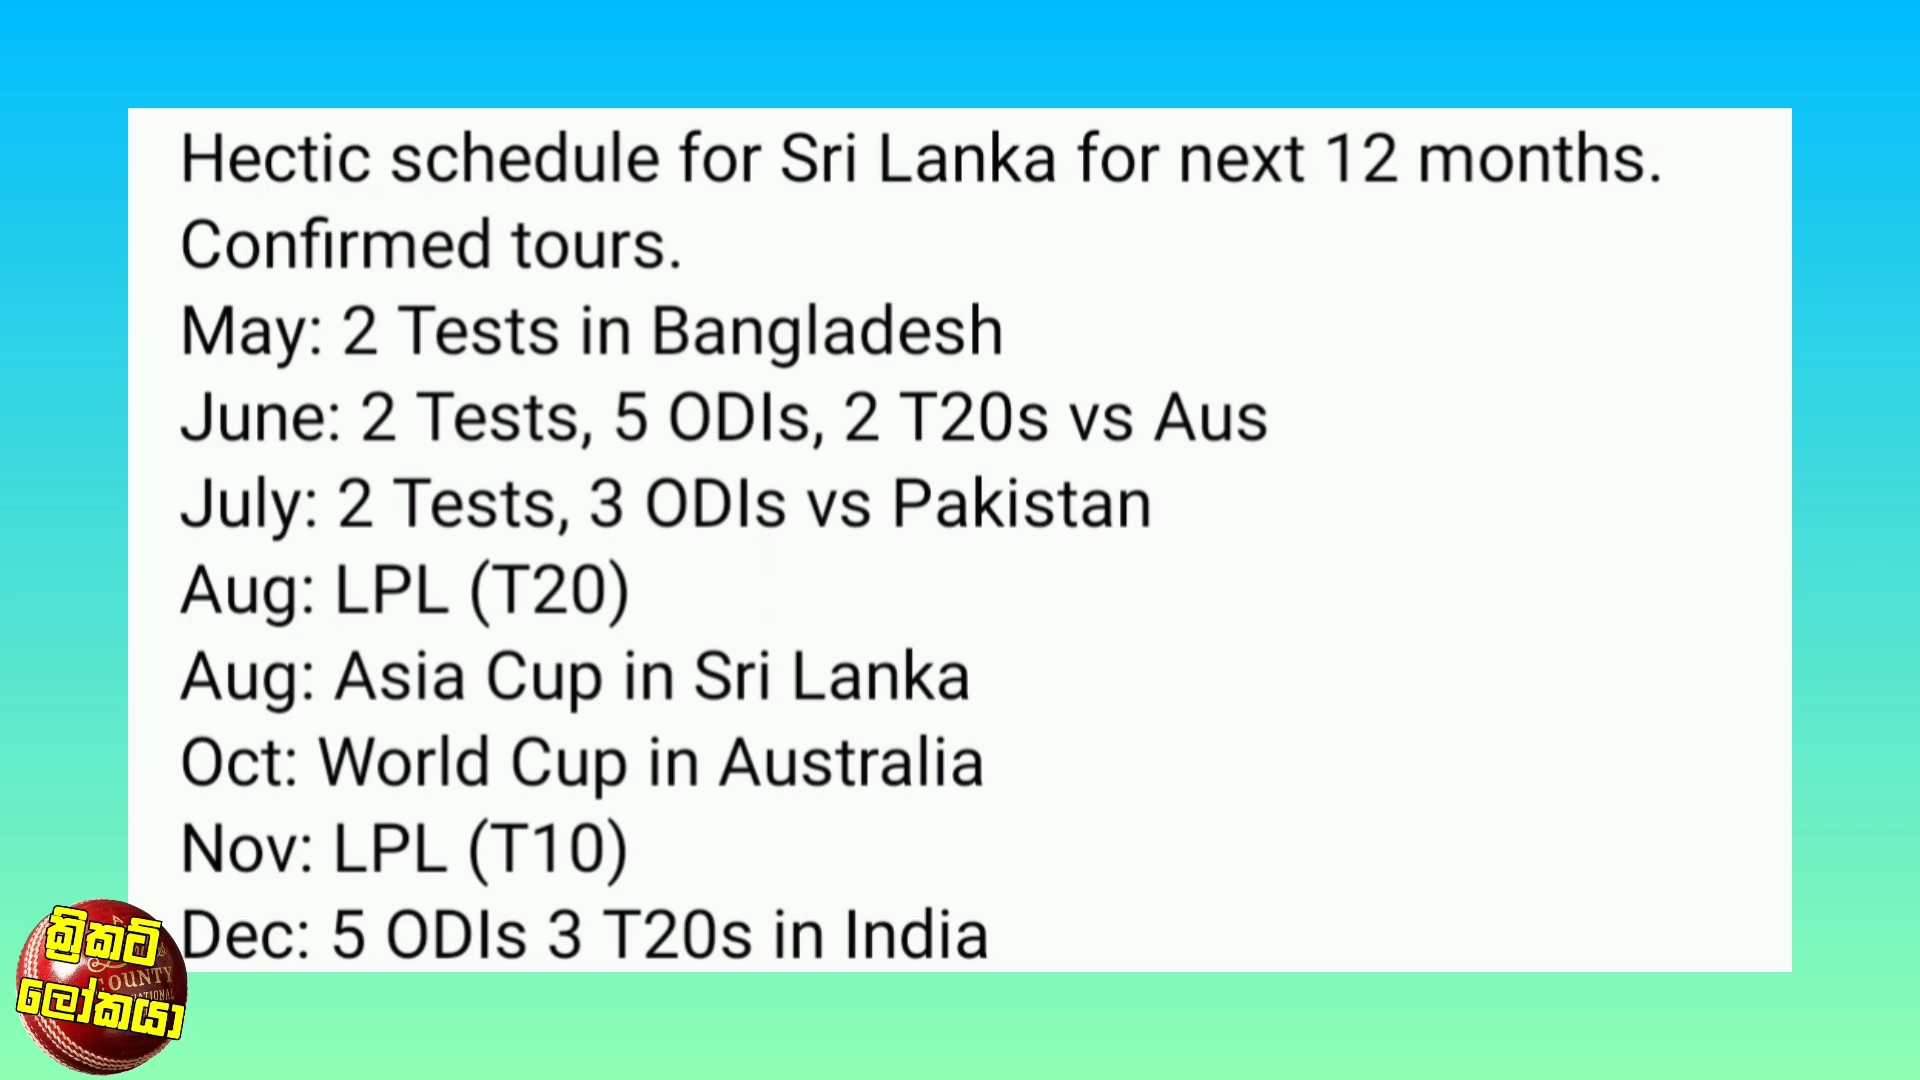 Hectic schedule for Sri Lanka for next 12 months.
Confirmed tours.
May: 2 Tests in Bangladesh
June: 2 Tests, 5 ODIs, 2 T20s vs Aus
July: 2 Tests, 3 ODIs vs Pakistan
Aug: LPL (T20)
Aug: Asia Cup in Sri Lanka
Oct: World Cup in Australia
Nov: LPL (T10)
Dec: 5 ODIs 3 T20s in India
ක්‍රිකට්
OUNTY
ලෝකයා